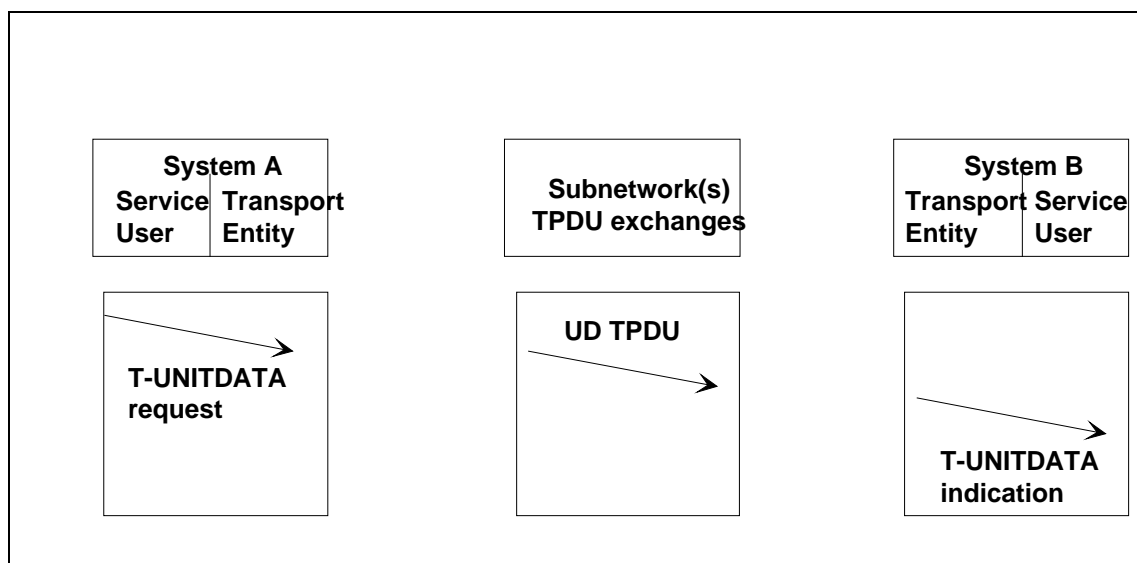 System A
Service Transport
User Entity
Subnetwork(s)
TPDU exchanges
System B
Transport Service
Entity User
T-UNITDATA
request
UD TPDU
T-UNITDATA
indication